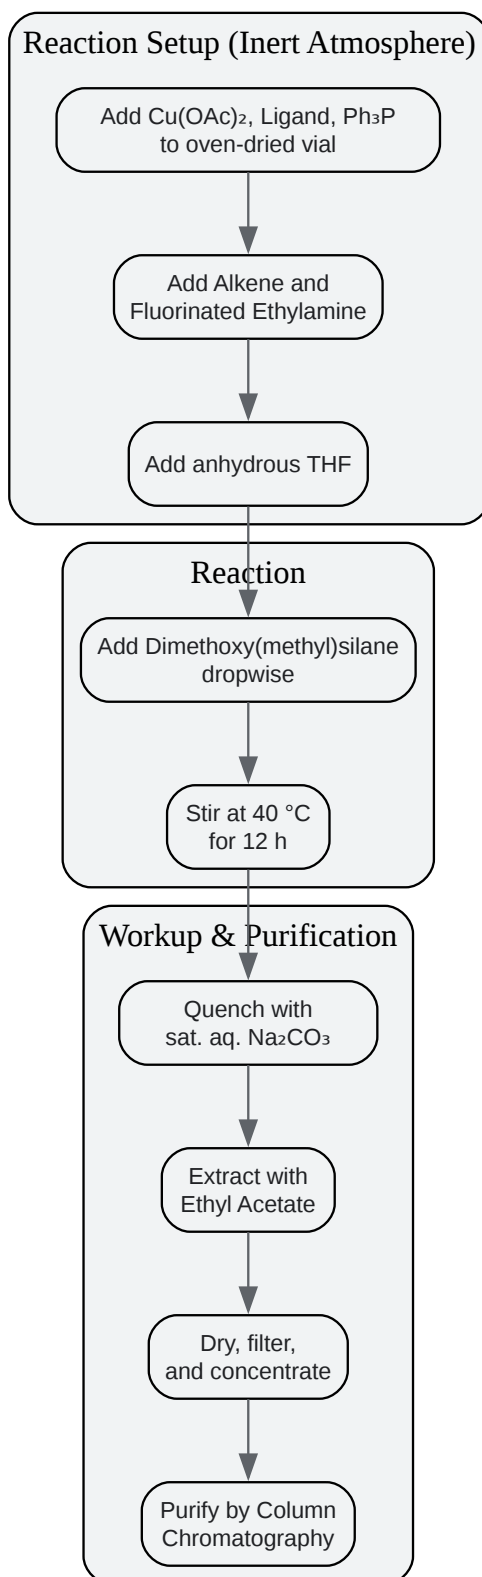 Reaction Setup (Inert Atmosphere)
Add Cu(OAc)₂, Ligand, Ph₃P
to oven-dried vial
Add Alkene and
Fluorinated Ethylamine
Add anhydrous THF
Reaction
Add Dimethoxy(methyl)silane
dropwise
Stir at 40 °C
for 12 h
Workup & Purification
Quench with
sat. aq. Na₂CO₃
Extract with
Ethyl Acetate
Dry, filter,
and concentrate
Purify by Column
Chromatography